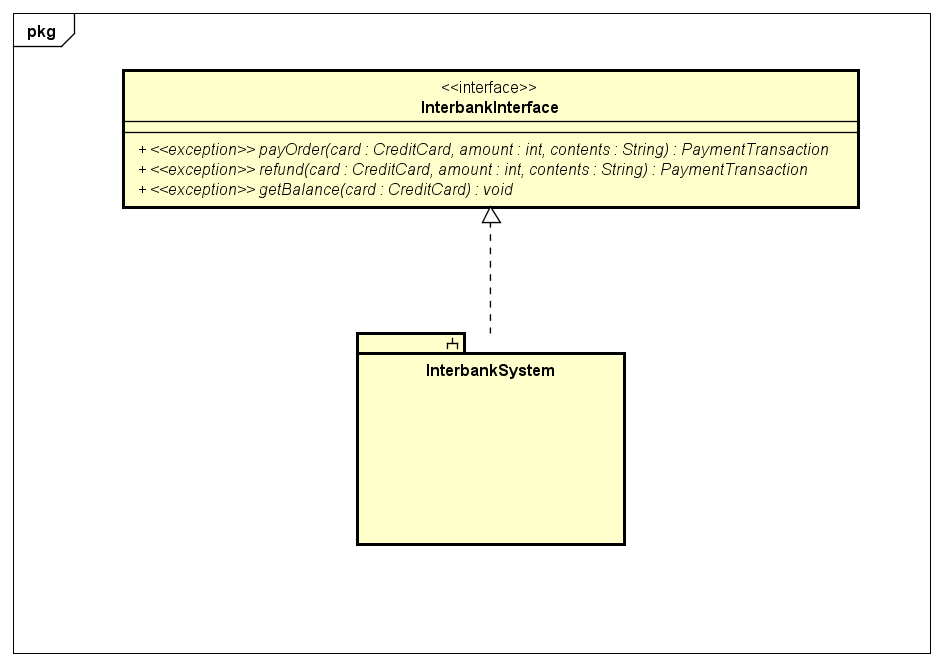 pkg
<<interface>>
InterbankInterface
+ <<exception>> payOrder(card : CreditCard, amount : int, contents : String) : PaymentTransaction
+ <<exception>> refund(card : CreditCard, amount : int, contents : String) : PaymentTransaction
+ <<exception>> getBalance(card : CreditCard) : void
InterbankSystem